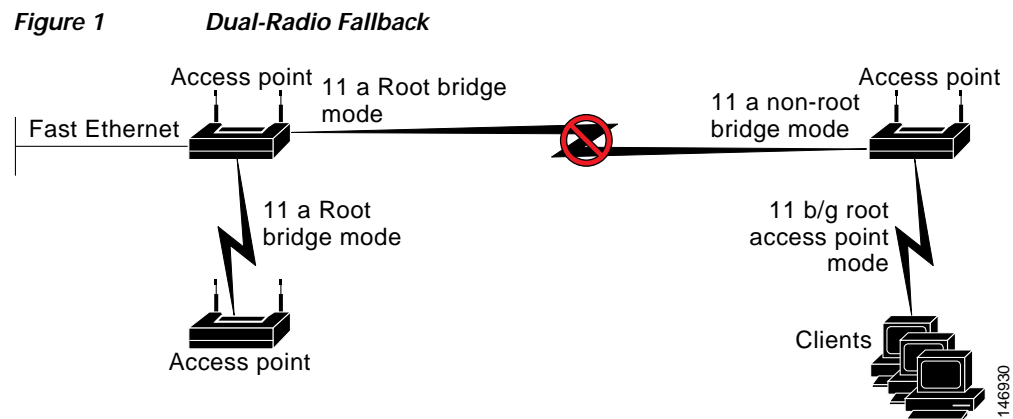 Figure 1 Dual-Radio Fallback
Access point
11 a Root bridge
mode
Access point
11 a non-root
bridge mode
Fast Ethernet
11 a Root
bridge mode
11 b/g root
access point
mode
Access point
Clients
146930